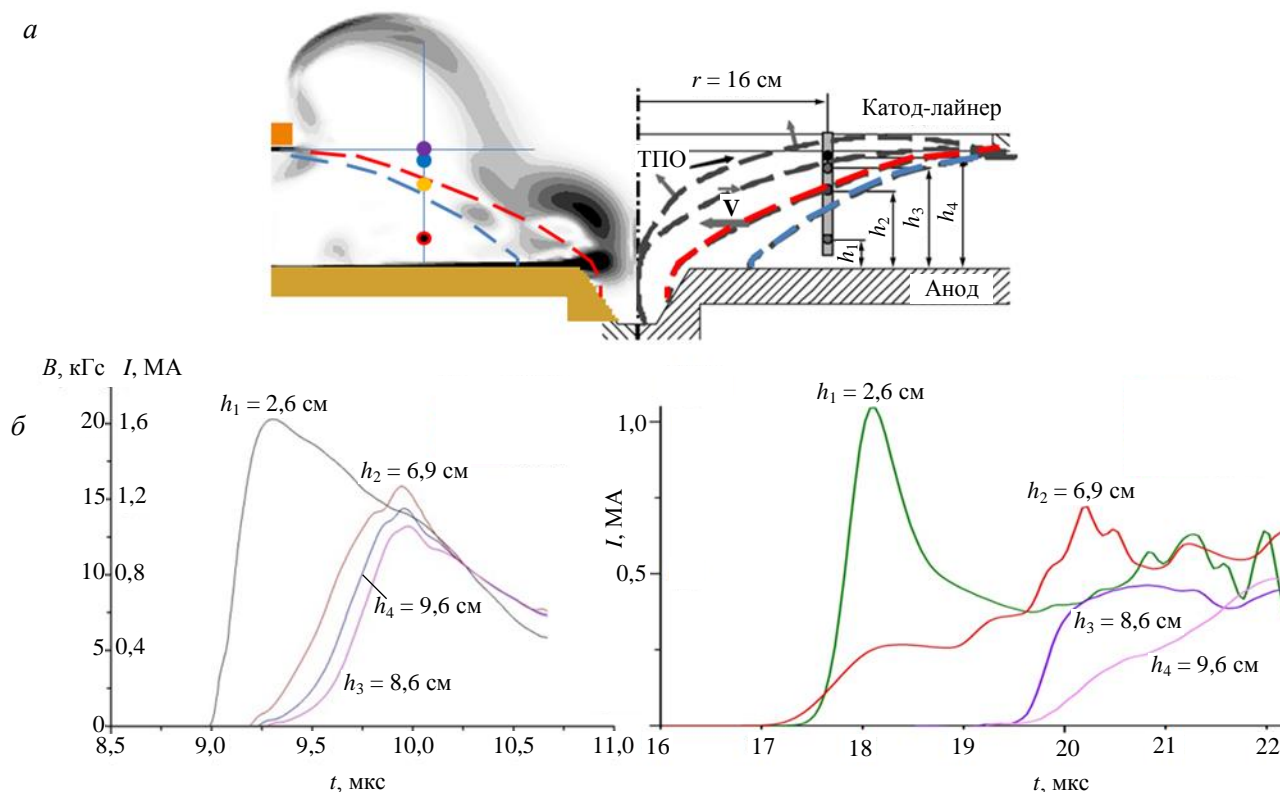 а
r = 16 см
Катод-лайнер
ТПО
V
h₁
h₂
h₃
h₄
Анод
б
B, кГс I, МА
20
15
10
5
0
1,6
1,2
0,8
0,4
h₁ = 2,6 см
h₂ = 6,9 см
h₄ = 9,6 см
h₃ = 8,6 см
8,5 9,0 9,5 10,0 10,5 11,0
t, мкс
I, МА
1,0
0,5
h₁ = 2,6 см
h₂ = 6,9 см
h₃ = 8,6 см
h₄ = 9,6 см
16 17 18 19 20 21 22
t, мкс